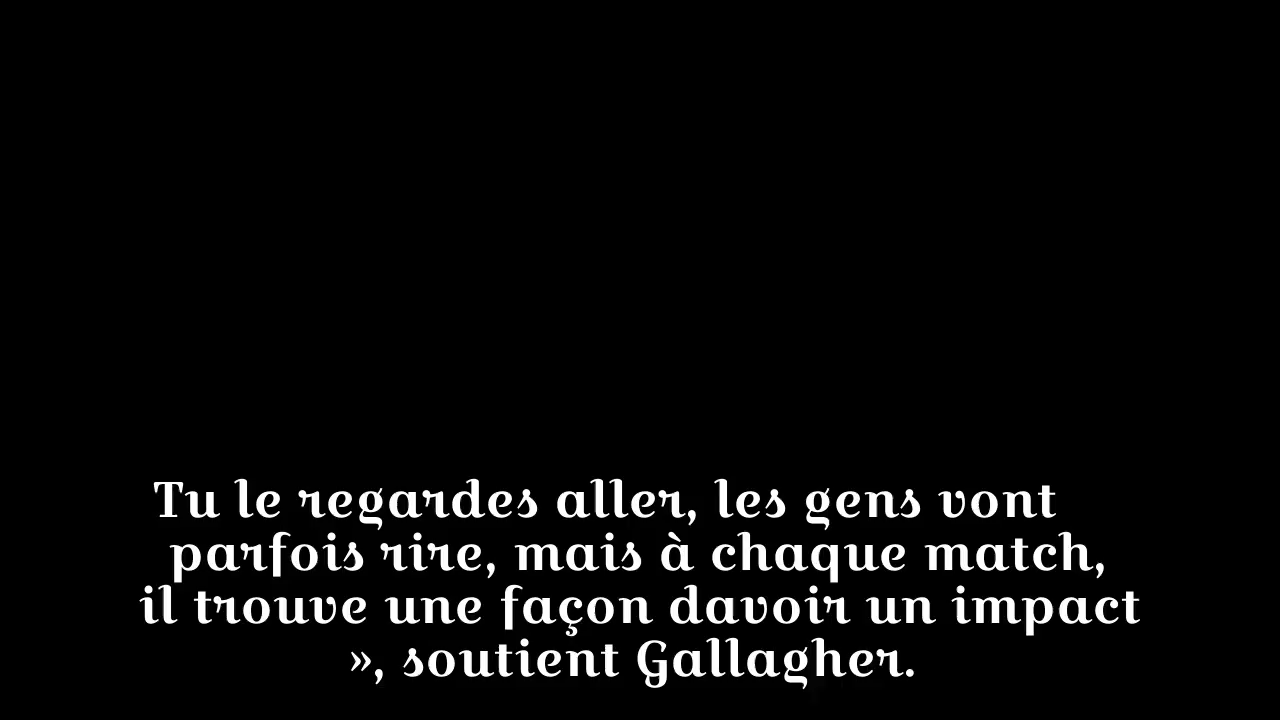 Tu le regardes aller, les gens vont
parfois rire, mais à chaque match,
il trouve une façon davoir un impact
», soutient Gallagher.